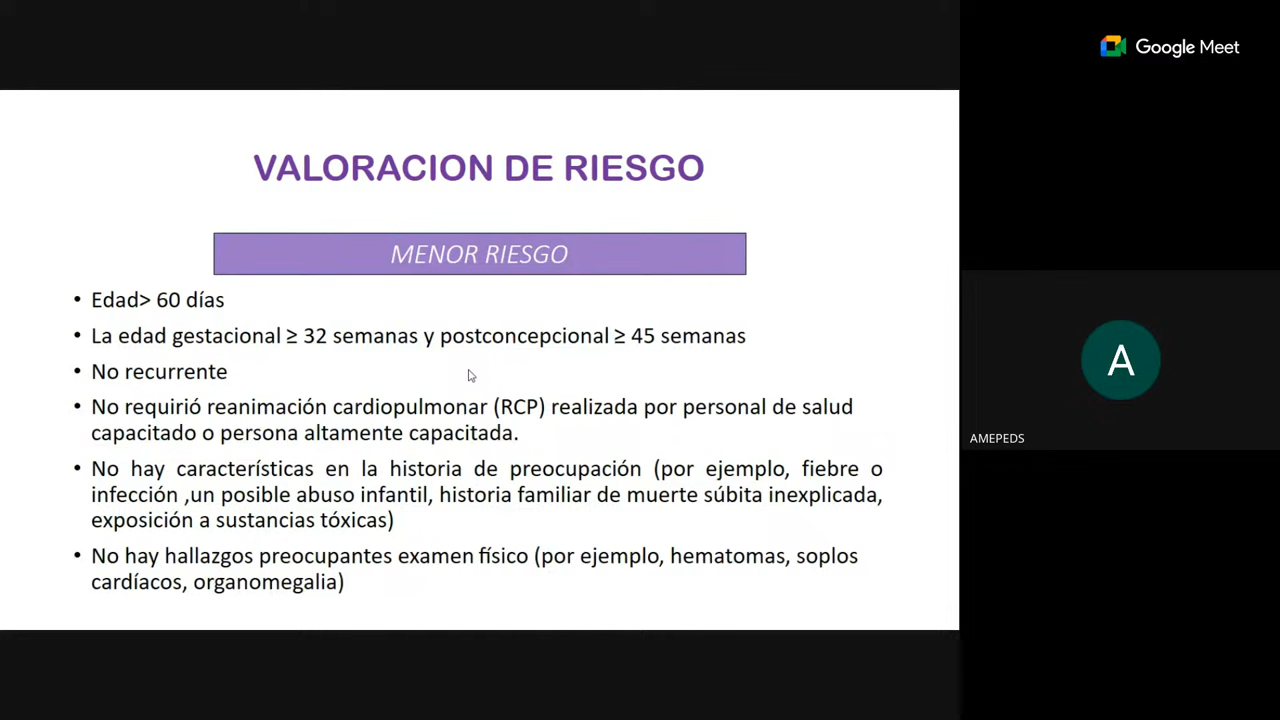 Google Meet
VALORACION DE RIESGO
MENOR RIESGO
• Edad> 60 días
• La edad gestacional ≥ 32 semanas y postconcepcional ≥ 45 semanas
• No recurrente
• No requirió reanimación cardiopulmonar (RCP) realizada por personal de salud
capacitado o persona altamente capacitada.
• No hay características en la historia de preocupación (por ejemplo, fiebre o
infección ,un posible abuso infantil, historia familiar de muerte súbita inexplicada,
exposición a sustancias tóxicas)
• No hay hallazgos preocupantes examen físico (por ejemplo, hematomas, soplos
cardíacos, organomegalia)
A
AMEPEDS